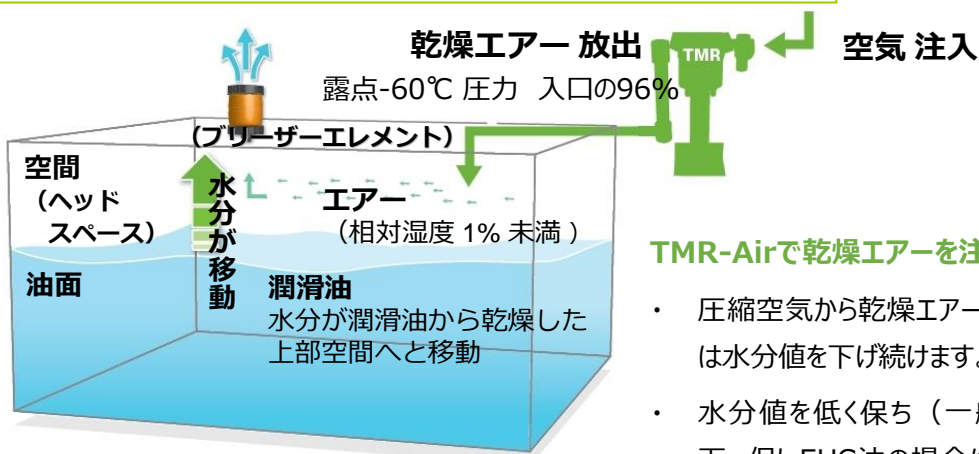 乾燥エアー 放出
TMR
空気 注入
露点-60℃ 圧力 入口の96%
(ブリーザーエレメント)
空間
(ヘッド
スペース)
水分が移動
エアー
(相対湿度 1% 未満 )
油面
潤滑油
水分が潤滑油から乾燥した
上部空間へと移動
TMR-Airで乾燥エアーを注
・ 圧縮空気から乾燥エアー
は水分値を下げ続けます。
・ 水分値を低く保ち(一